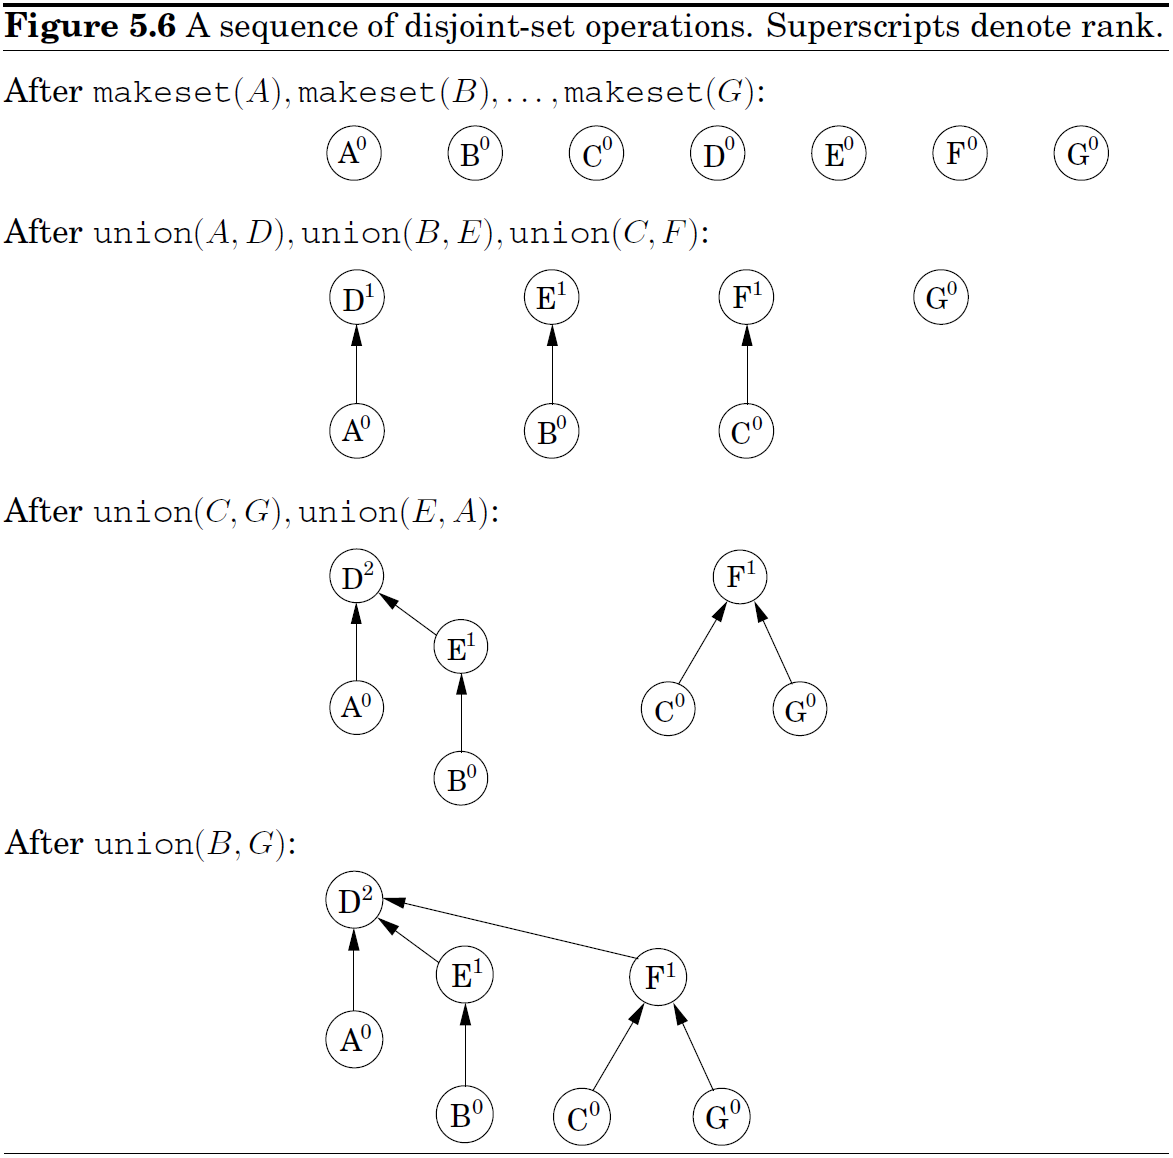 Figure 5.6 A sequence of disjoint-set operations. Superscripts denote rank.
After makeset(A), makeset(B), . . . , makeset(G):
A⁰ B⁰ C⁰ D⁰ E⁰ F⁰ G⁰
After union(A, D), union(B, E), union(C, F):
D¹ E¹ F¹ G⁰
A⁰ B⁰ C⁰
After union(C, G), union(E, A):
D² F¹
E¹
A⁰ C⁰ G⁰
B⁰
After union(B, G):
D²
E¹ F¹
A⁰
B⁰ C⁰ G⁰